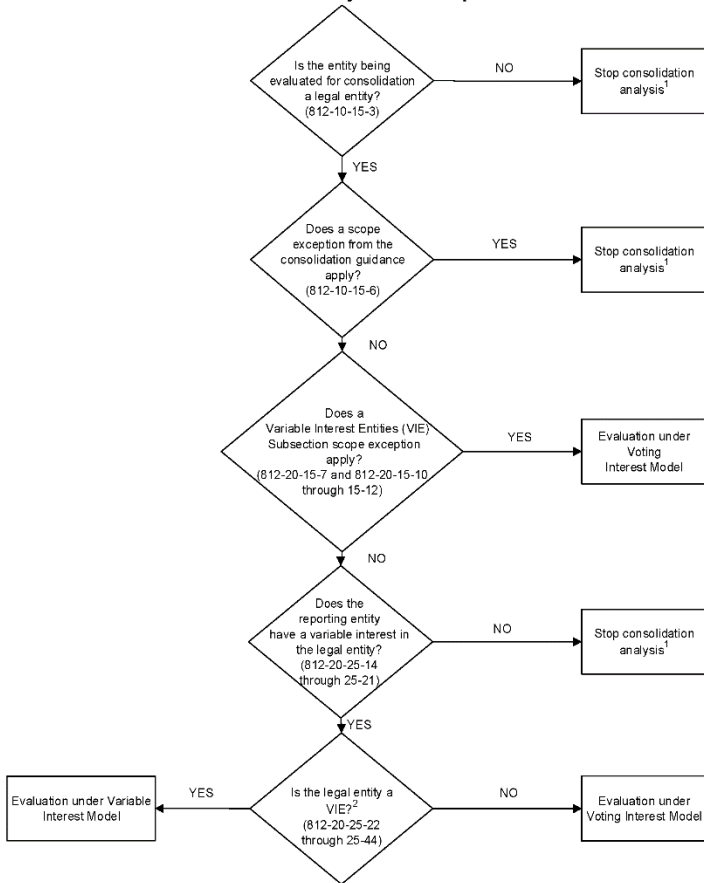 Is the entity being
evaluated for consolidation
a legal entity?
(812-10-15-3)
NO
Stop consolidation
analysis1
YES
Does a scope
exception from the
consolidation guidance
apply?
(812-10-15-6)
YES
Stop consolidation
analysis1
NO
Does a
Variable Interest Entities (VIE)
Subsection scope exception
apply?
(812-20-15-7 and 812-20-15-10
through 15-12)
YES
Evaluation under
Voting
Interest Model
NO
Does the
reporting entity
have a variable interest in
the legal entity?
(812-20-25-14
through 25-21)
NO
Stop consolidation
analysis1
YES
Evaluation under Variable
Interest Model
YES
Is the legal entity a
VIE?2
(812-20-25-22
through 25-44)
NO
Evaluation under
Voting Interest Model